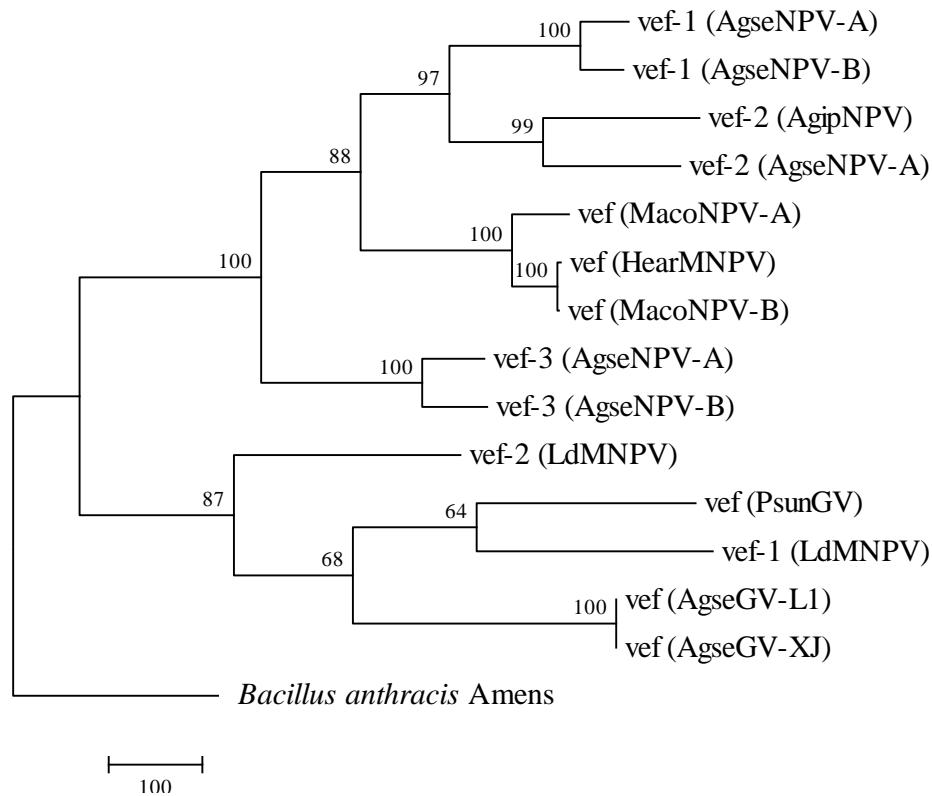 100
vef-1 (AgseNPV-A)
vef-1 (AgseNPV-B)
97
99
vef-2 (AgipNPV)
vef-2 (AgseNPV-A)
88
100
vef (MacoNPV-A)
100
vef (HearMNPV)
vef (MacoNPV-B)
100
100
vef-3 (AgseNPV-A)
vef-3 (AgseNPV-B)
vef-2 (LdMNPV)
87
64
vef (PsunGV)
vef-1 (LdMNPV)
68
100
vef (AgseGV-L1)
vef (AgseGV-XJ)
Bacillus anthracis Amens
100